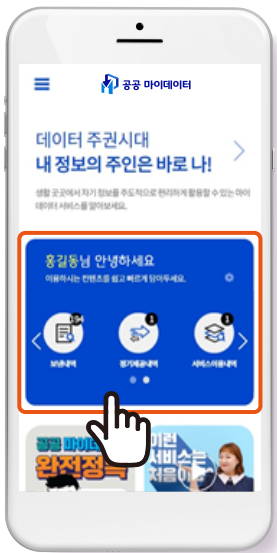 공공 마이데이터
데이터 주권시대
내 정보의 주인은 바로 나!
생활 곳곳에서 자기 정보를 주도적으로 편리하게 활용할 수 있는 마이
데이터 서비스를 알아보세요.
홍길동님 안녕하세요
이용하시는 컨텐츠를 쉽고 빠르게 담아두세요.
1 1
보낸내역 정기제공내역 서비스이용내역
공공 마이데
완전정복
이런
서비스는
처음이